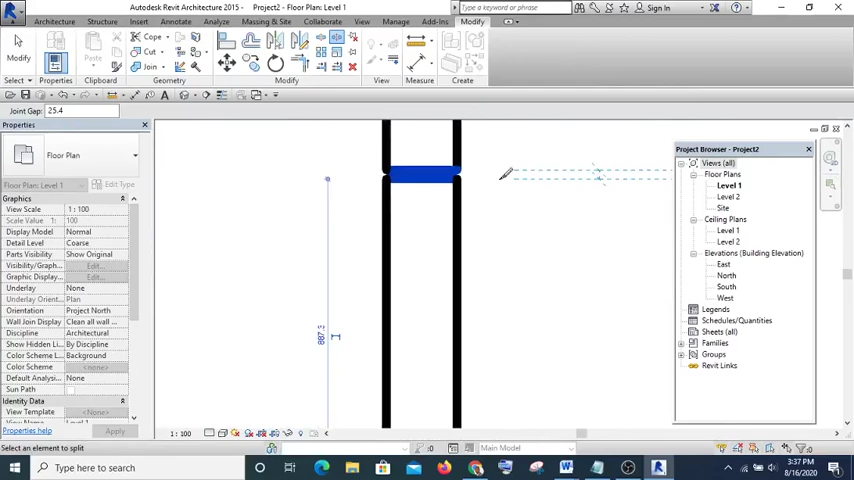 Autodesk Revit Architecture 2015 - Project2 - Floor Plan: Level 1
Type a keyword or phrase
Sign In
Architecture Structure Insert Annotate Analyze Massing & Site Collaborate View Manage Add-Ins Modify
Modify
Paste
Cope
Cut
Join
Select Properties Clipboard Geometry Modify View Measure Create
Joint Gap: 25.4
Properties
Floor Plan
Floor Plan: Level 1
Edit Type
Graphics
View Scale 1 : 100
Scale Value 1: 100
Display Model Normal
Detail Level Coarse
Parts Visibility Show Original
Visibility/Graph... Edit...
Graphic Display... Edit...
Underlay None
Underlay Orien... Plan
Orientation Project North
Wall Join Display Clean all wall ...
Discipline Architectural
Show Hidden Li... By Discipline
Color Scheme L... Background
Color Scheme <none>
Default Analysi... None
Sun Path
Identity Data
View Template <None>
View Name Level 1
Properties help
Apply
887.3
Project Browser - Project2
Views (all)
Floor Plans
Level 1
Level 2
Site
Ceiling Plans
Level 1
Level 2
Elevations (Building Elevation)
East
North
South
West
Legends
Schedules/Quantities
Sheets (all)
Families
Groups
Revit Links
1 : 100
Select an element to split
:0
Main Model
:0
Type here to search
3:37 PM
8/16/2020